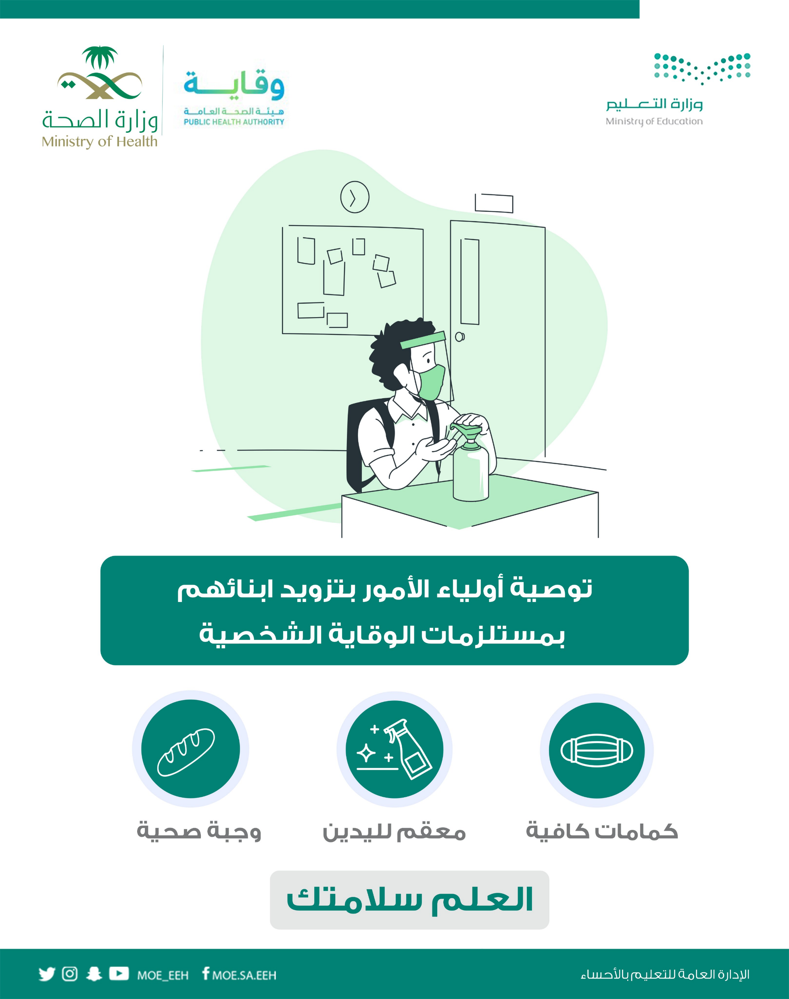 وزارة التعليم
Ministry of Education
وقاية
هيئة الصحة العامة
PUBLIC HEALTH AUTHORITY
وزارة الصحة
Ministry of Health
توصية أولياء الأمور بتزويد ابنائهم
بمستلزمات الوقاية الشخصية
كمامات كافية
معقم لليدين
وجبة صحية
العلم سلامتك
الإدارة العامة للتعليم بالأحساء
MOE_EEH
MOE.SA.EEH